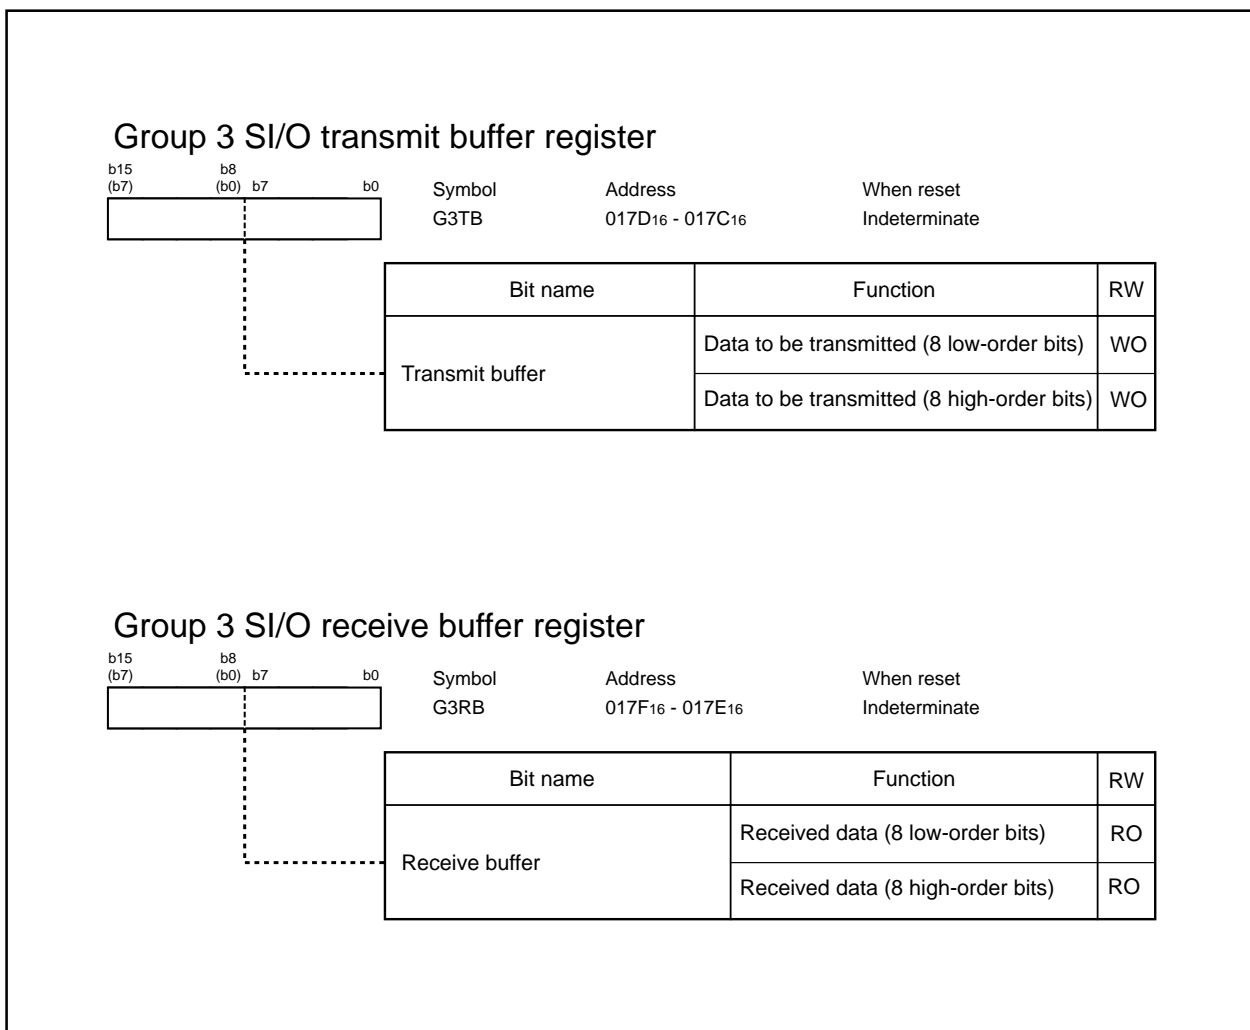 Group 3 SI/O transmit buffer register
b15 b8
(b7) (b0) b7 b0
Symbol Address When reset
G3TB 017D16 - 017C16 Indeterminate
Bit name Function RW
Transmit buffer
Data to be transmitted (8 low-order bits) WO
Data to be transmitted (8 high-order bits) WO
Group 3 SI/O receive buffer register
b15 b8
(b7) (b0) b7 b0
Symbol Address When reset
G3RB 017F16 - 017E16 Indeterminate
Bit name Function RW
Receive buffer
Received data (8 low-order bits) RO
Received data (8 high-order bits) RO